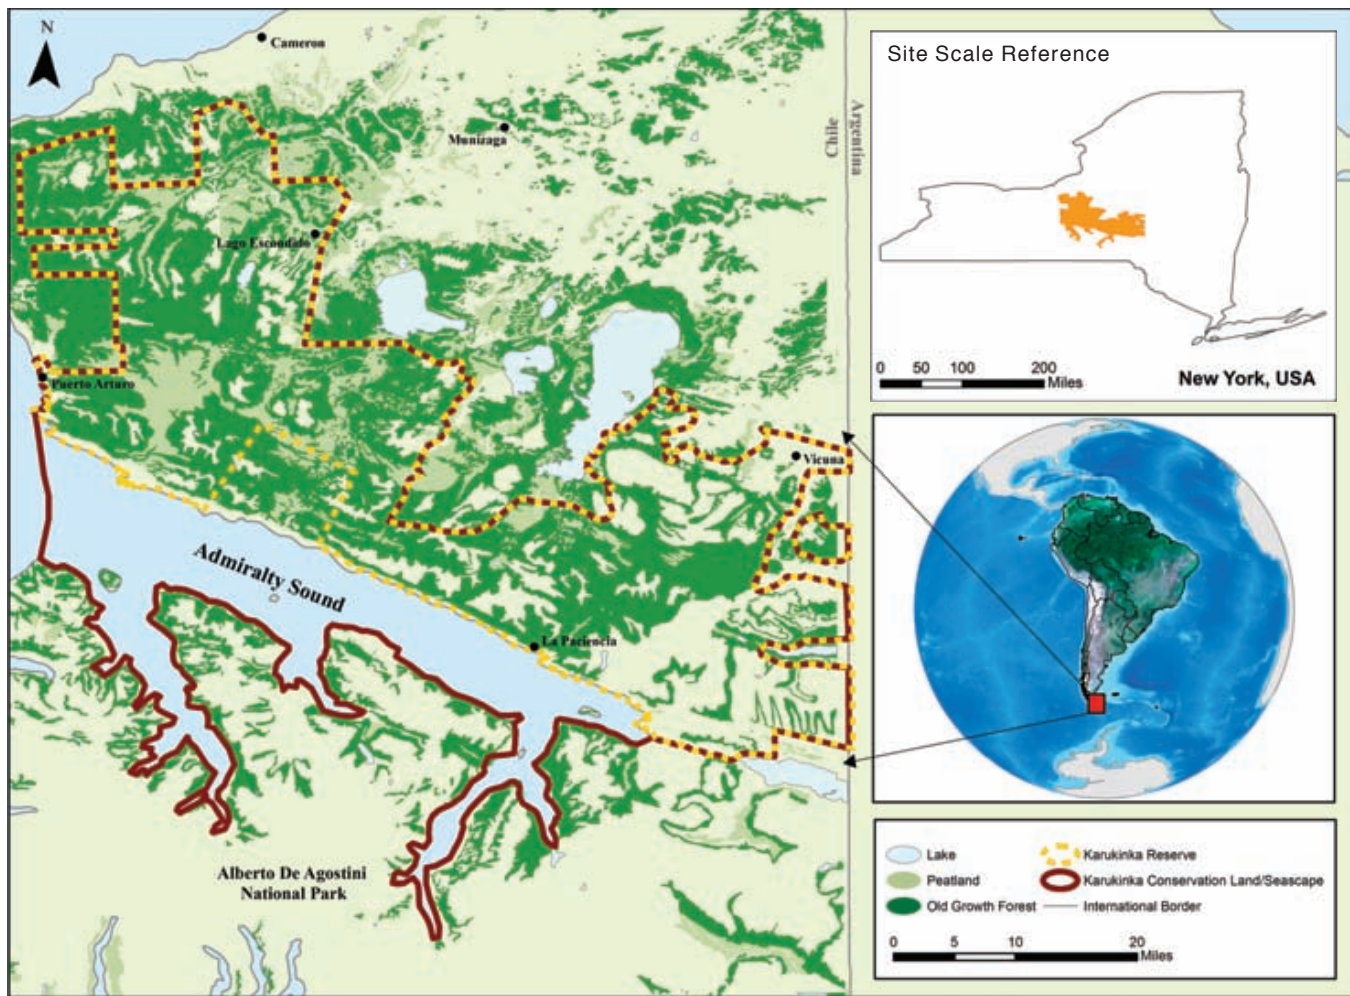 N
Cameron
Munizaga
Lago Escondalo
Puerto Arturo
Vicuna
Admiralty Sound
La Paciencia
Alberto De Agostini
National Park
Chile
Argentina
Site Scale Reference
0 50 100 200
Miles
New York, USA
Lake
Peatland
Old Growth Forest
Karukinka Reserve
Karukinka Conservation Land/Seascape
International Border
0 5 10 20
Miles